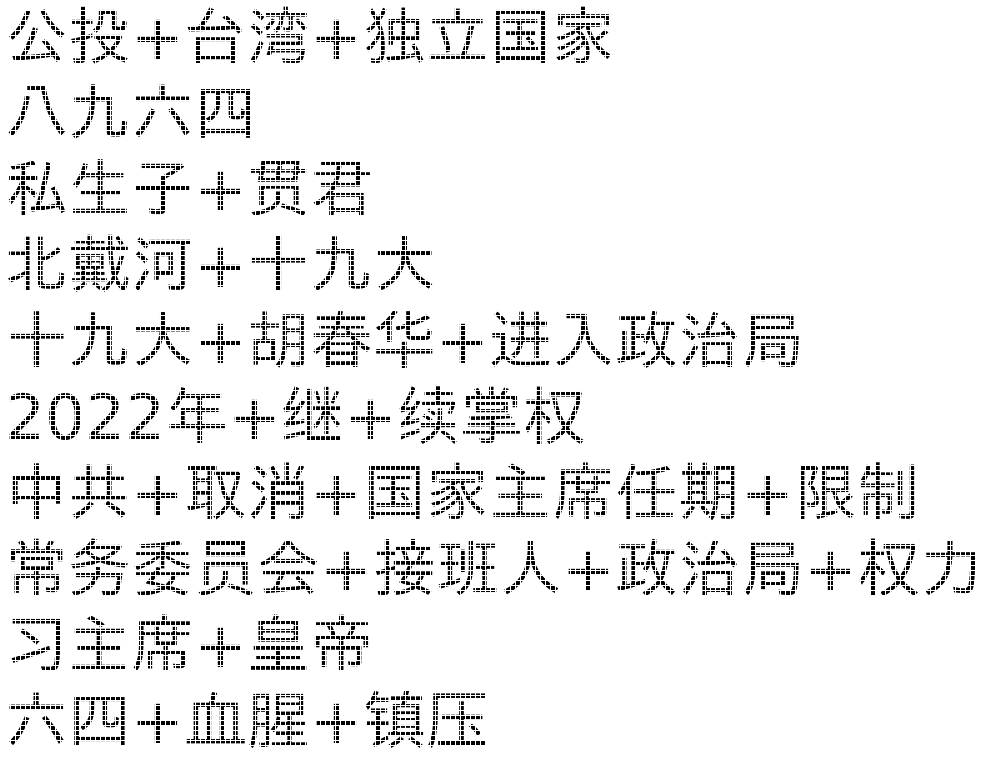 公投+台湾+独立国家
八九六四
私生子+贯君
北戴河+十九大
十九大+胡春华+进入政治局
2022年+继+续掌权
中共+取消+国家主席任期+限制
常务委员会+接班人+政治局+权力
习主席+皇帝
六四+血腥+镇压